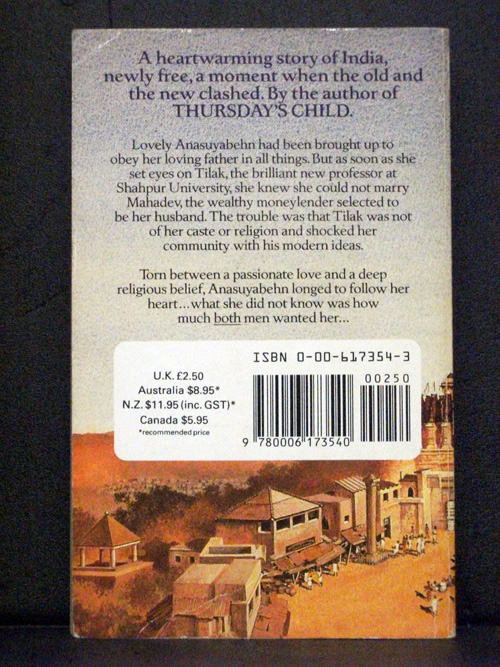 A heartwarming story of India,
newly free, a moment when the old and
the new clashed. By the author of
THURSDAY'S CHILD.
Lovely Anasuyabehn had been brought up to
obey her loving father in all things. But as soon as she
set eyes on Tilak, the brilliant new professor at
Shahpur University, she knew she could not marry
Mahadev, the wealthy moneylender selected to
be her husband. The trouble was that Tilak was not
of her caste or religion and shocked her
community with his modern ideas.
Torn between a passionate love and a deep
religious belief, Anasuyabehn longed to follow her
heart...what she did not know was how
much both men wanted her...
U.K. £2.50
Australia $8.95*
N.Z. $11.95 (inc. GST)*
Canada $5.95
*recommended price
ISBN 0-00-617354-3
00250
9 780006 173540